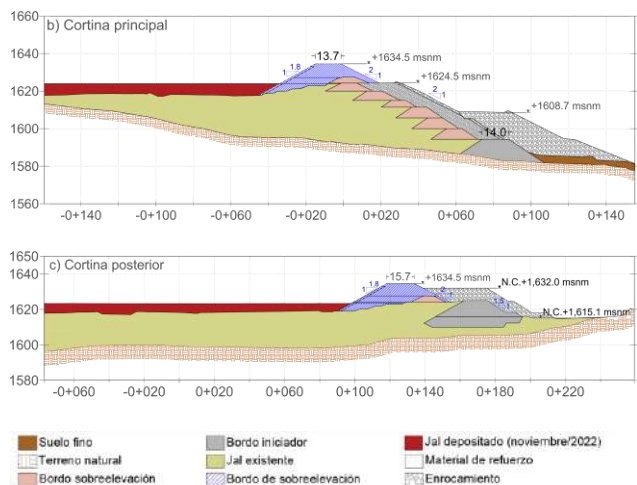 b) Cortina principal
1660
1640
1620
1600
1580
1560
13.7
1 1.8
2 1
+1634.5 msnm
+1624.5 msnm
2 1
+1608.7 msnm
14.0
-0+140 -0+100 -0+060 -0+020 0+020 0+060 0+100 0+140
c) Cortina posterior
1650
1640
1620
1600
1580
15.7
1 1.8
2 1
+1634.5 msnm
N.C.+1,632.0 msnm
N.C.+1,615.1 msnm
-0+060 -0+020 0+020 0+060 0+100 0+140 0+180 0+220
Suelo fino Bordo iniciador Jal depositado (noviembre/2022)
Terreno natural Jal existente Material de refuerzo
Bordo sobreelevación Bordo de sobreelevación Enrocamiento